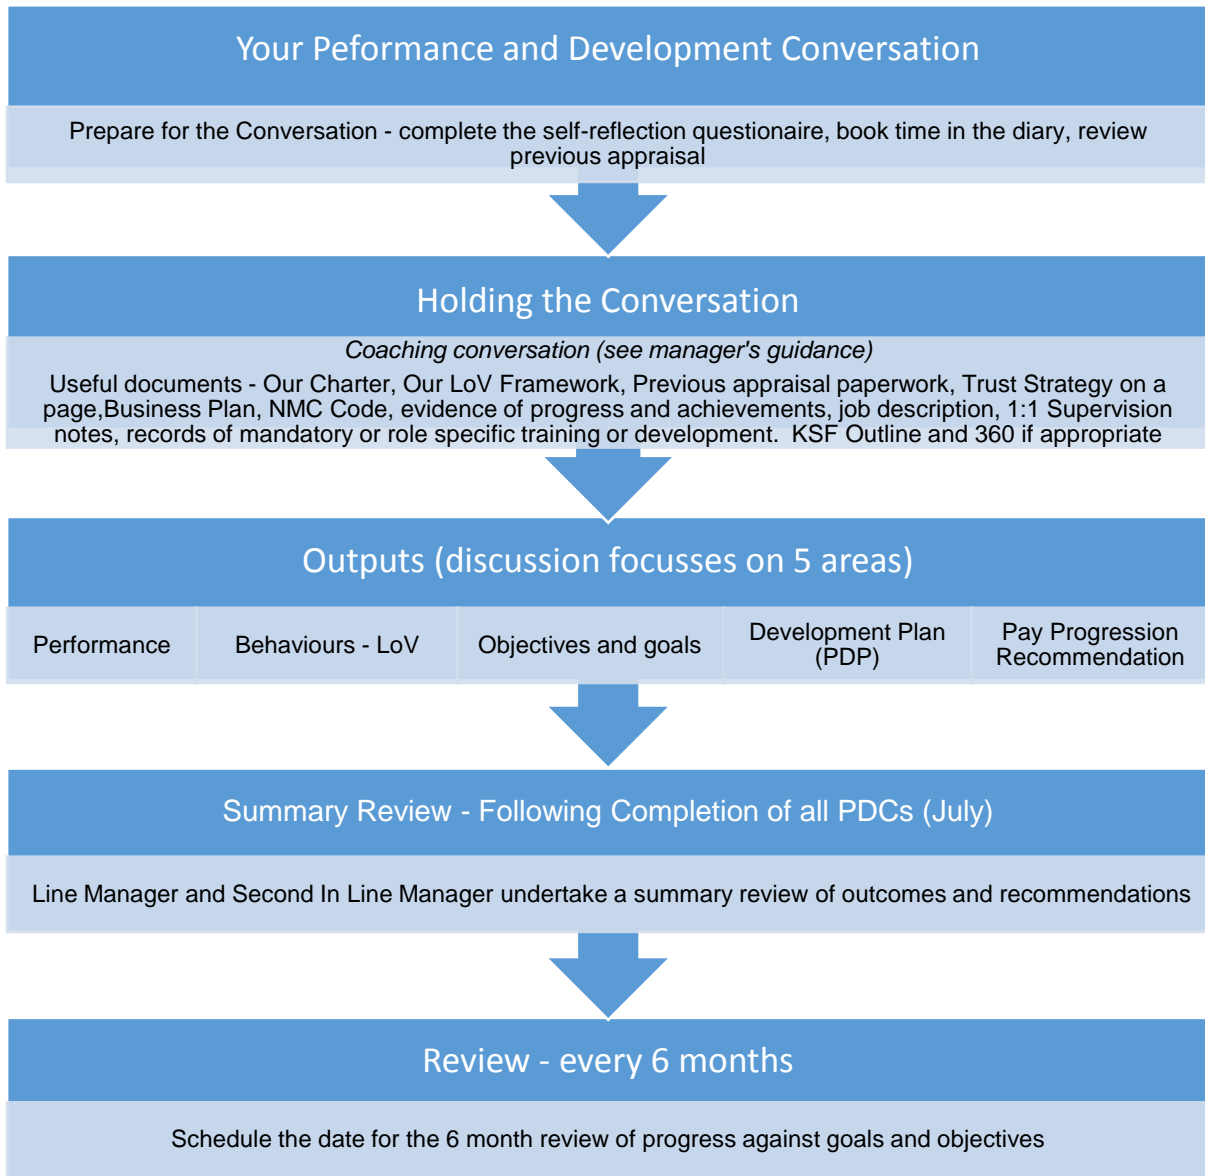 Your Peformance and Development Conversation
Prepare for the Conversation - complete the self-reflection questionaire, book time in the diary, review
previous appraisal
Holding the Conversation
Coaching conversation (see manager's guidance)
Useful documents - Our Charter, Our LoV Framework, Previous appraisal paperwork, Trust Strategy on a
page,Business Plan, NMC Code, evidence of progress and achievements, job description, 1:1 Supervision
notes, records of mandatory or role specific training or development.  KSF Outline and 360 if appropriate
Outputs (discussion focusses on 5 areas)
Performance
Behaviours - LoV
Objectives and goals
Development Plan
(PDP)
Pay Progression
Recommendation
Summary Review - Following Completion of all PDCs (July)
Line Manager and Second In Line Manager undertake a summary review of outcomes and recommendations
Review - every 6 months
Schedule the date for the 6 month review of progress against goals and objectives